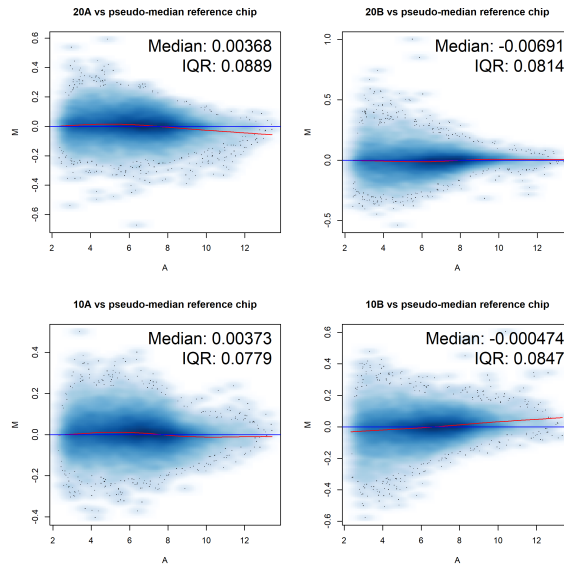 20A vs pseudo-median reference chip
Median: 0.00368
IQR: 0.0889
0.6
0.4
0.2
0.0
-0.2
-0.4
-0.6
M
2 4 6 8 10 12
A
20B vs pseudo-median reference chip
Median: -0.00691
IQR: 0.0814
1.0
0.5
0.0
-0.5
M
2 4 6 8 10 12
A
10A vs pseudo-median reference chip
Median: 0.00373
IQR: 0.0779
0.4
0.2
0.0
-0.2
-0.4
M
2 4 6 8 10 12
A
10B vs pseudo-median reference chip
Median: -0.000474
IQR: 0.0847
0.6
0.4
0.2
0.0
-0.2
-0.4
-0.6
M
2 4 6 8 10 12
A